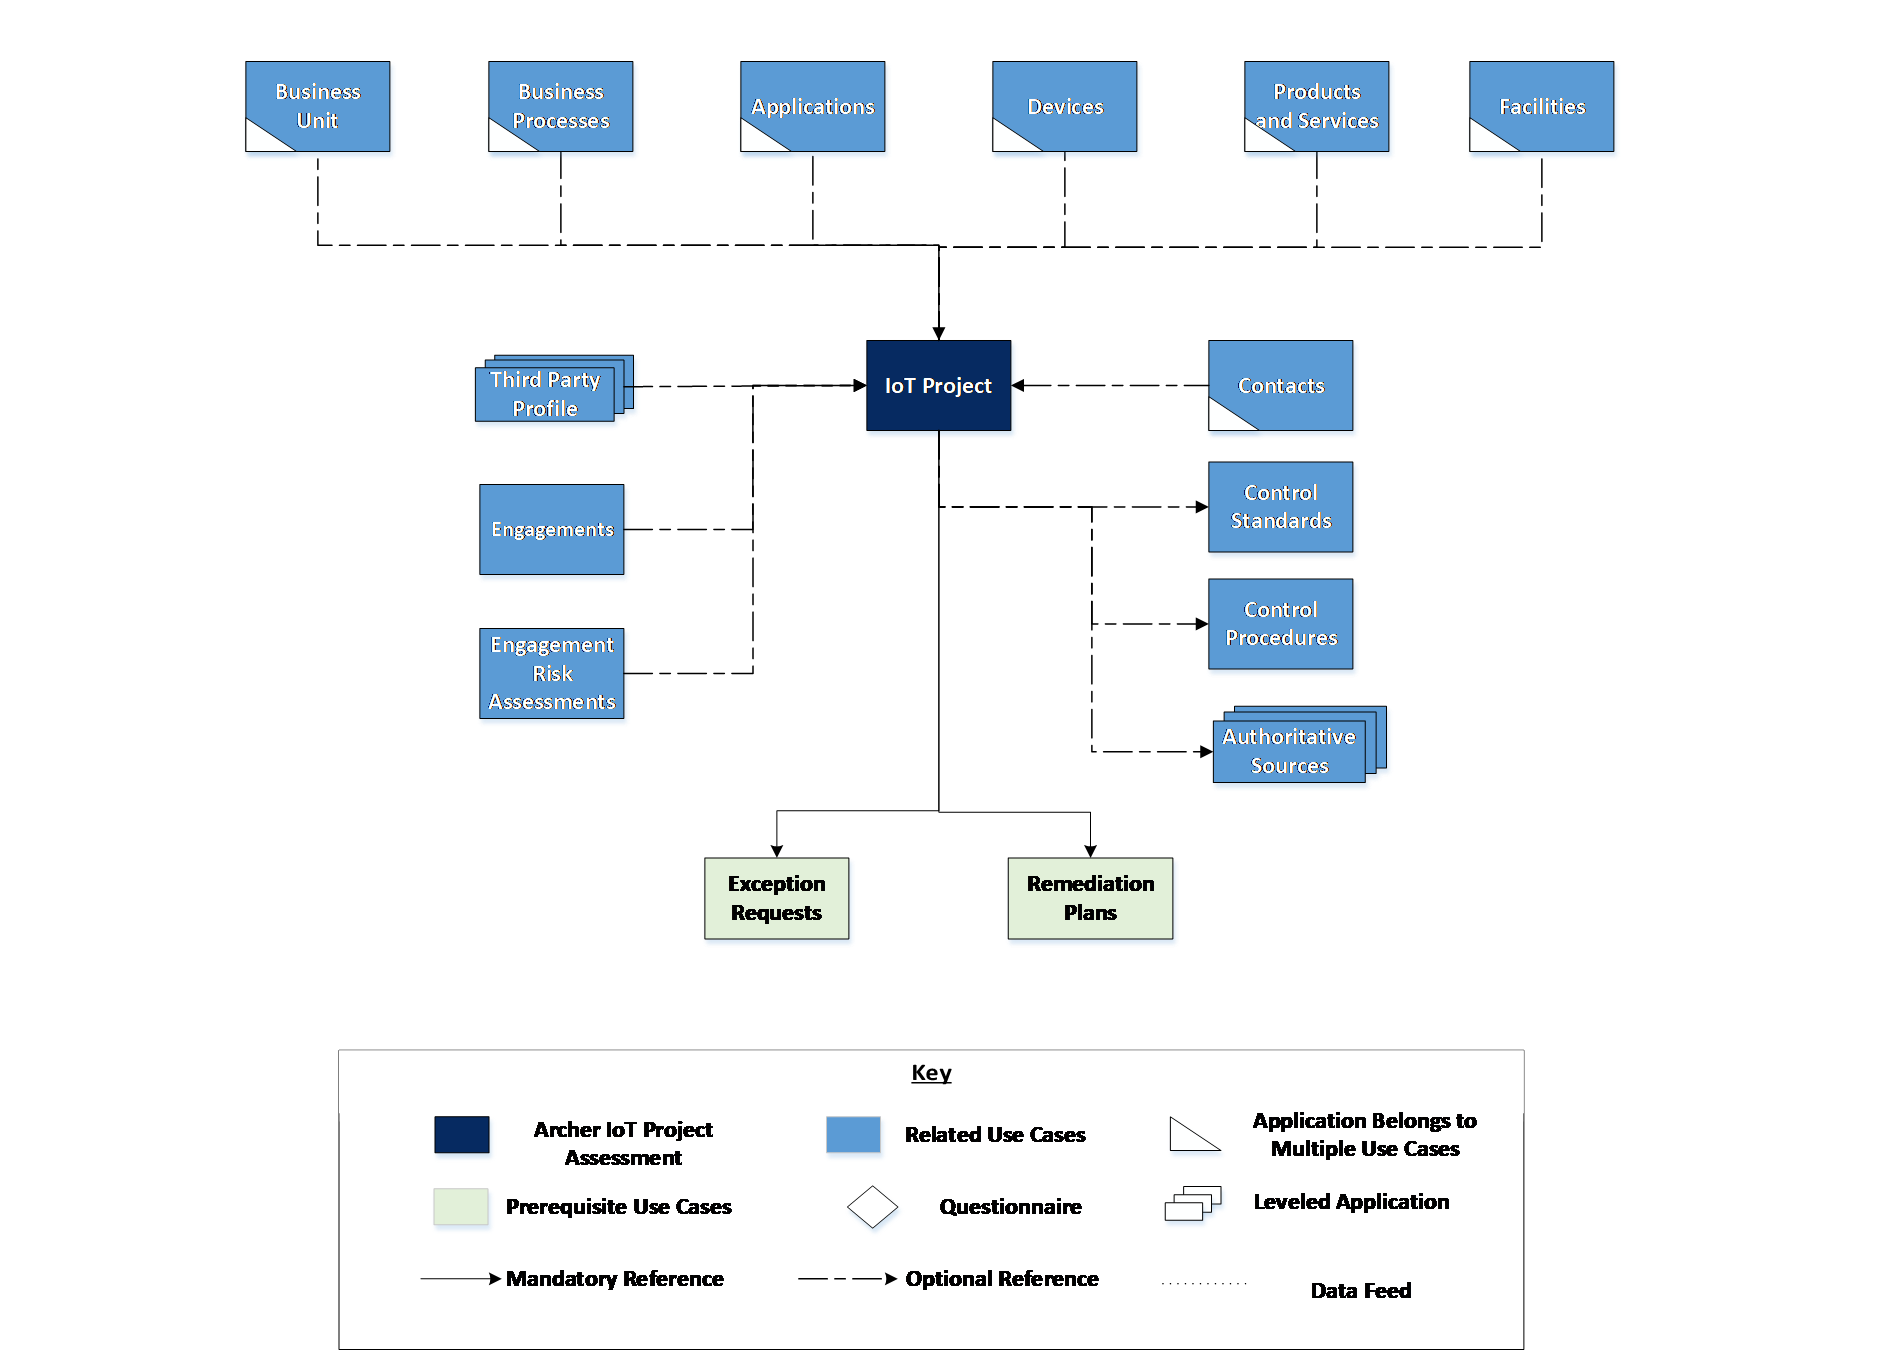 Business
Unit
Business
Processes
Applications
Devices
Products
and Services
Facilities
Third Party
Profile
IoT Project
Contacts
Engagements
Control
Standards
Control
Procedures
Engagement
Risk
Assessments
Authoritative
Sources
Exception
Requests
Remediation
Plans
Key
Archer IoT Project
Assessment
Related Use Cases
Application Belongs to
Multiple Use Cases
Prerequisite Use Cases
Questionnaire
Leveled Application
Mandatory Reference
Optional Reference
Data Feed